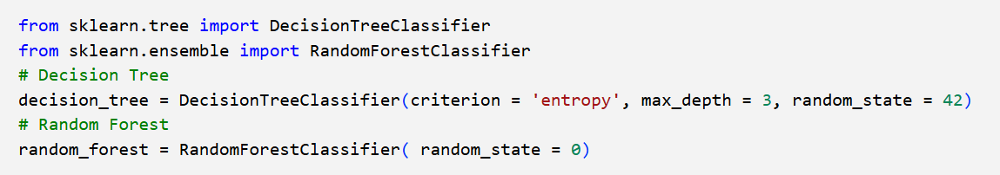 from sklearn.tree import DecisionTreeClassifier
from sklearn.ensemble import RandomForestClassifier
# Decision Tree
decision_tree = DecisionTreeClassifier(criterion = 'entropy', max_depth = 3, random_state = 42)
# Random Forest
random_forest = RandomForestClassifier( random_state = 0)